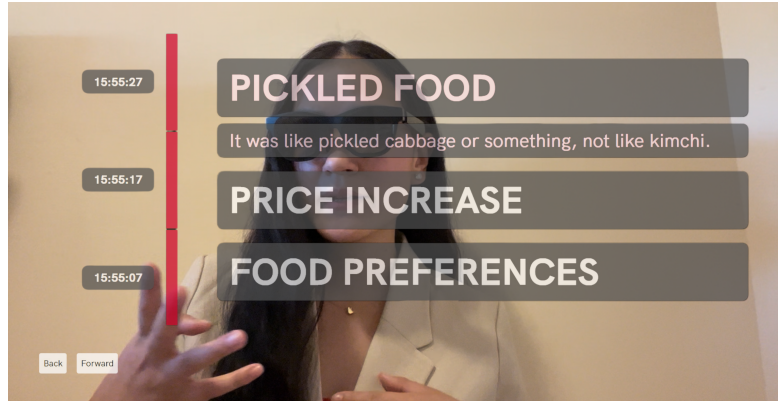 15:55:27
PICKLED FOOD
It was like pickled cabbage or something, not like kimchi.
15:55:17
PRICE INCREASE
15:55:07
FOOD PREFERENCES
Back
Forward